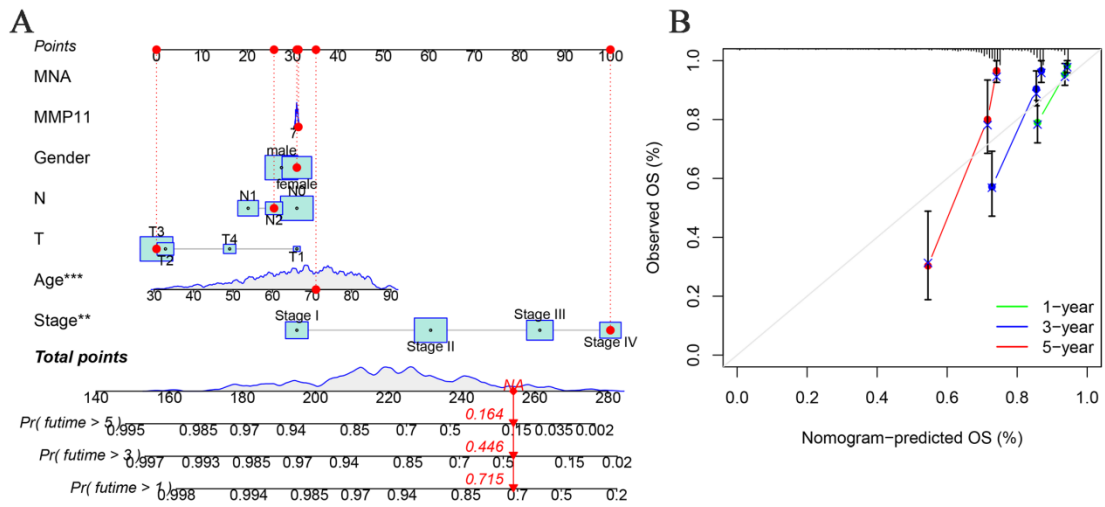 A
Points
0 10 20 30 40 50 60 70 80 90 100
MNA
MMP11
7
Gender
male
female
N
N1
N2
N0
T
T3
T2
T4
T1
Age***
30 40 50 60 70 80 90
Stage**
Stage I
Stage II
Stage III
Stage IV
Total points
NA
140 160 180 200 220 240 260 280
0.164
Pr( futime > 5 )
0.995 0.985 0.97 0.94 0.85 0.7 0.5 0.15 0.035 0.002
0.446
Pr( futime > 3 )
0.997 0.993 0.985 0.97 0.94 0.85 0.7 0.5 0.15 0.02
0.715
Pr( futime > 1 )
0.998 0.994 0.985 0.97 0.94 0.85 0.7 0.5 0.2
B
Observed OS (%)
1.0
0.8
0.6
0.4
0.2
0.0
1-year
3-year
5-year
0.0 0.2 0.4 0.6 0.8 1.0
Nomogram-predicted OS (%)